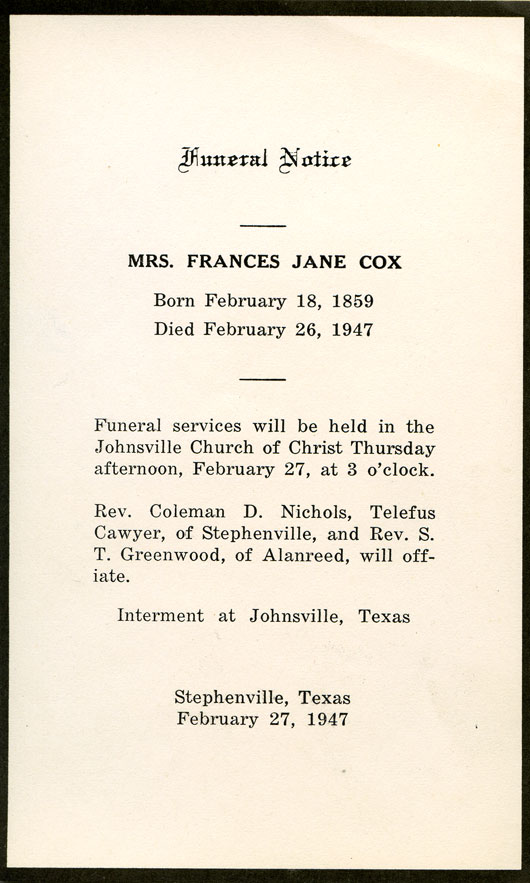 Funeral Notice
MRS. FRANCES JANE COX
Born February 18, 1859
Died February 26, 1947
Funeral services will be held in the
Johnsville Church of Christ Thursday
afternoon, February 27, at 3 o'clock.
Rev. Coleman D. Nichols, Telefus
Cawyer, of Stephenville, and Rev. S.
T. Greenwood, of Alanreed, will off-
iate.
Interment at Johnsville, Texas
Stephenville, Texas
February 27, 1947